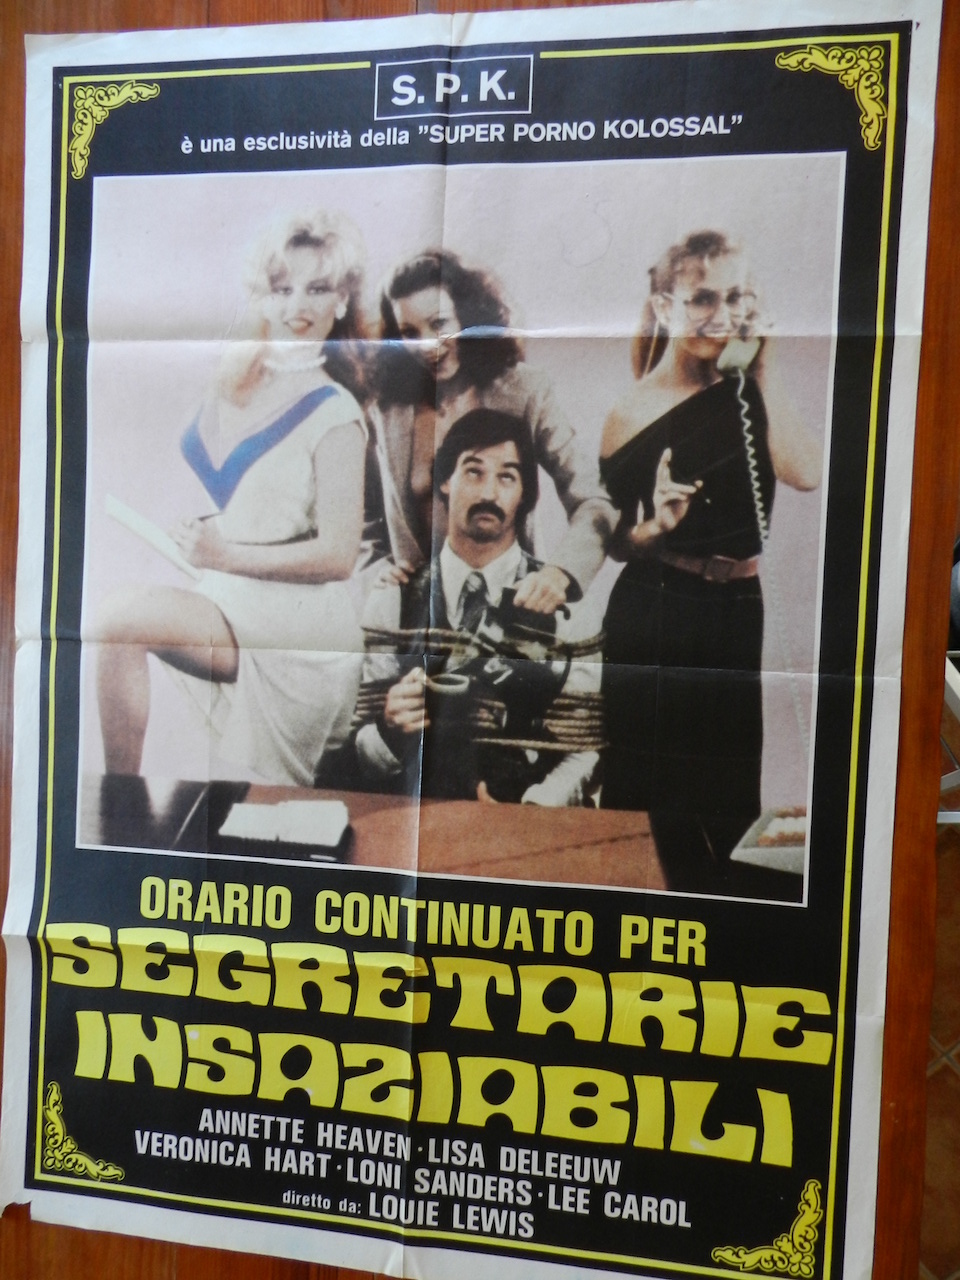 S. P. K.
è una esclusività della "SUPER PORNO KOLOSSAL"
ORARIO CONTINUATO PER
SEGRETARIE
INSAZIABILI
ANNETTE HEAVEN · LISA DELEEUW
VERONICA HART · LONI SANDERS · LEE CAROL
diretto da: LOUIE LEWIS